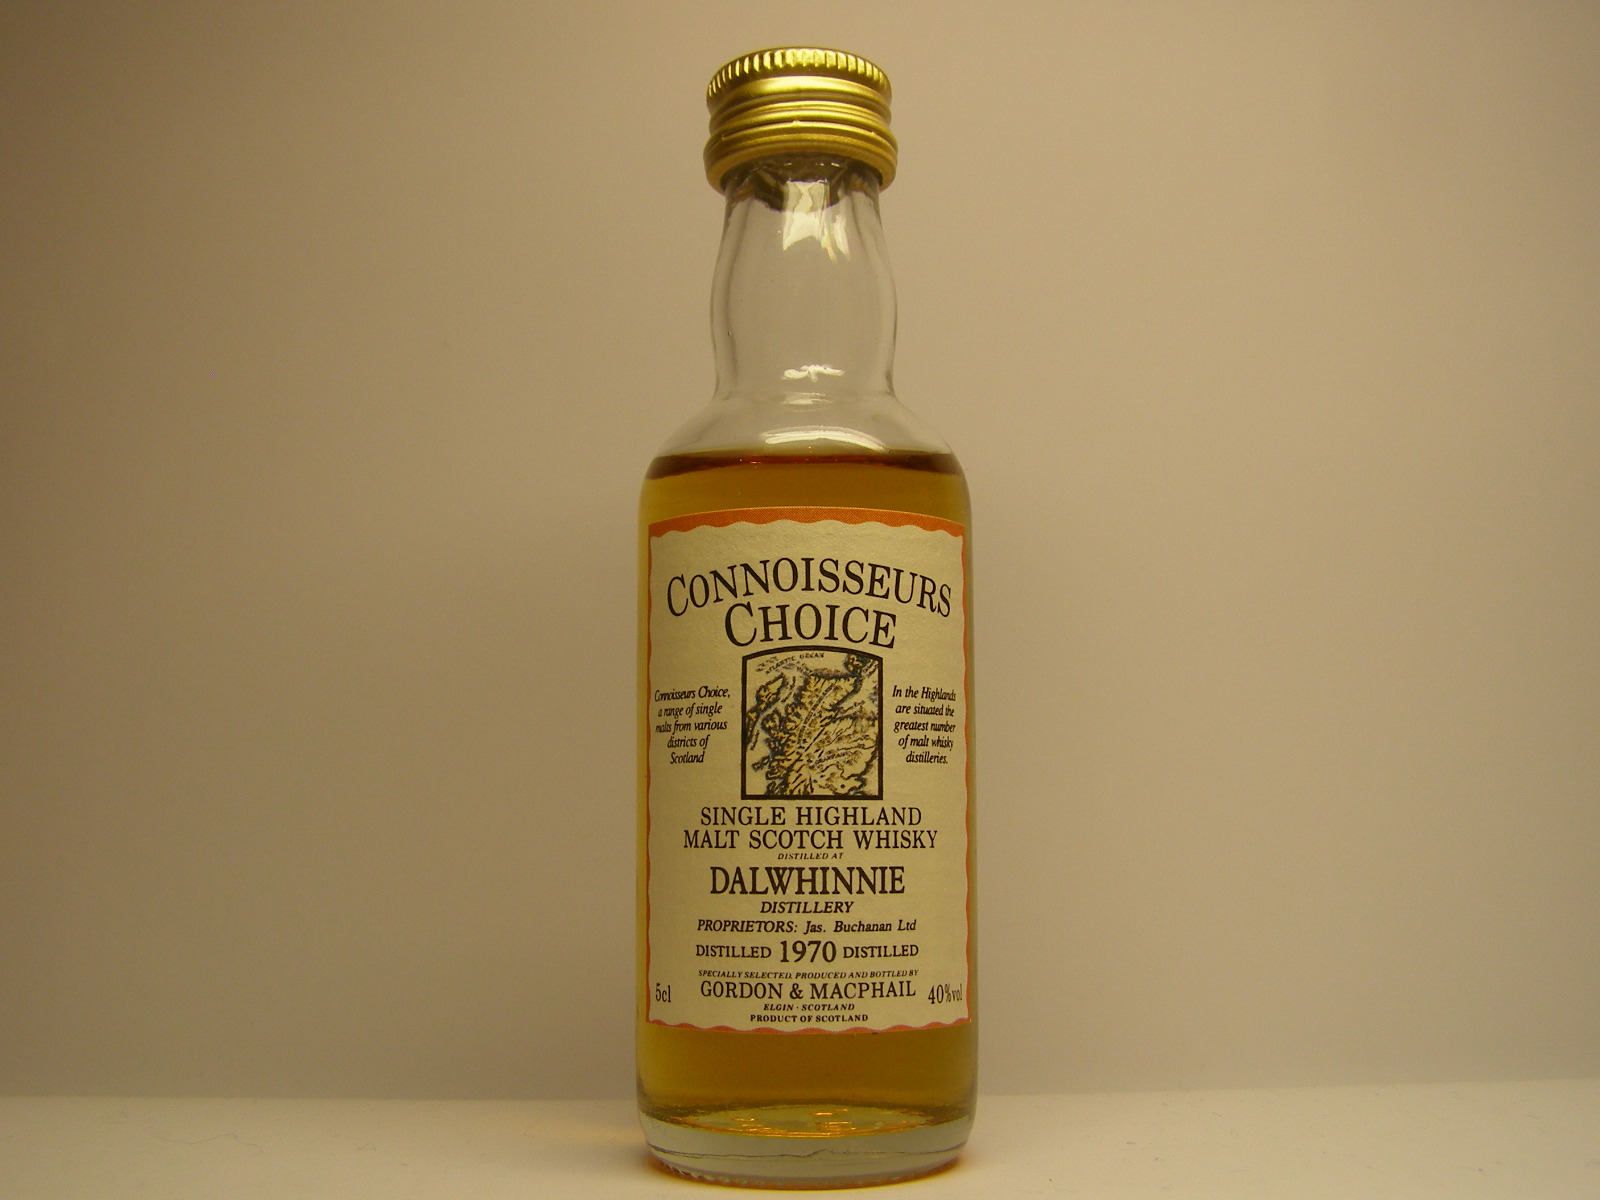 CONNOISSEURS
CHOICE
ATLANTIC OCEAN
Connoisseurs Choice,
a range of single
malts from various
districts of
Scotland
In the Highlands
are situated the
greatest number
of malt whisky
distilleries.
SINGLE HIGHLAND
MALT SCOTCH WHISKY
DISTILLED AT
DALWHINNIE
DISTILLERY
PROPRIETORS: Jas. Buchanan Ltd
DISTILLED 1970 DISTILLED
SPECIALLY SELECTED, PRODUCED AND BOTTLED BY
5cl GORDON & MACPHAIL 40%vol
ELGIN · SCOTLAND
PRODUCT OF SCOTLAND